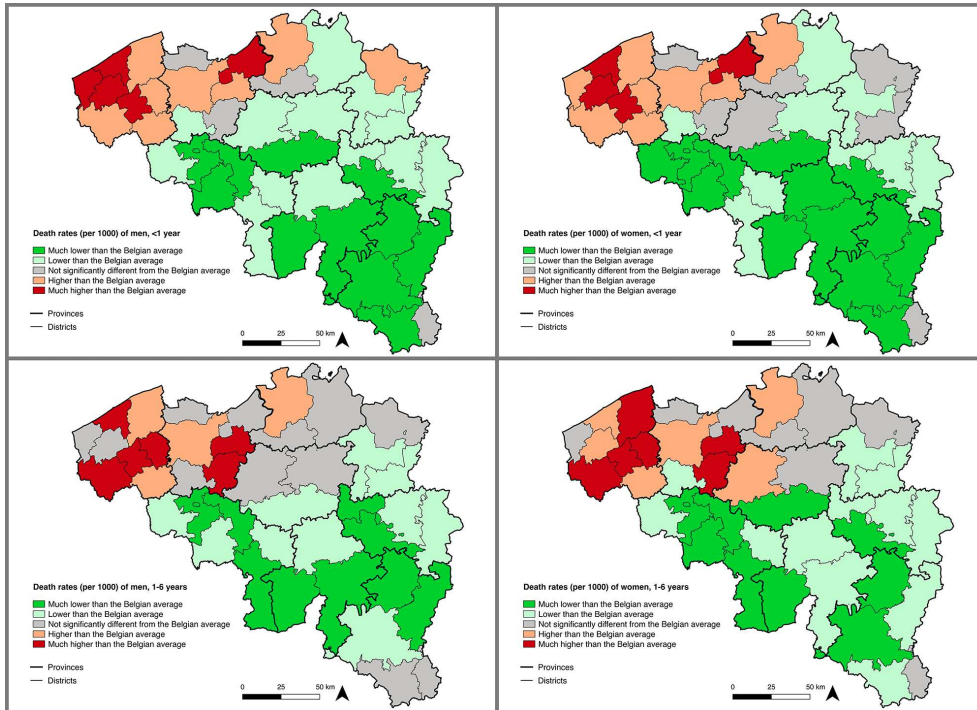 Death rates (per 1000) of men, <1 year
Much lower than the Belgian average
Lower than the Belgian average
Not significantly different from the Belgian average
Higher than the Belgian average
Much higher than the Belgian average
Provinces
Districts
0 25 50 km
Death rates (per 1000) of women, <1 year
Much lower than the Belgian average
Lower than the Belgian average
Not significantly different from the Belgian average
Higher than the Belgian average
Much higher than the Belgian average
Provinces
Districts
0 25 50 km
Death rates (per 1000) of men, 1-6 years
Much lower than the Belgian average
Lower than the Belgian average
Not significantly different from the Belgian average
Higher than the Belgian average
Much higher than the Belgian average
Provinces
Districts
0 25 50 km
Death rates (per 1000) of women, 1-6 years
Much lower than the Belgian average
Lower than the Belgian average
Not significantly different from the Belgian average
Higher than the Belgian average
Much higher than the Belgian average
Provinces
Districts
0 25 50 km